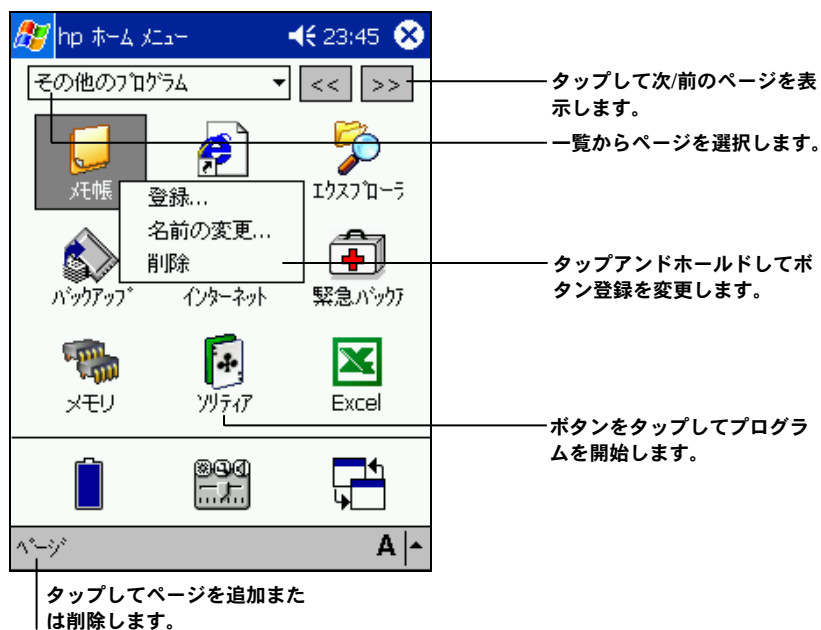 hp ホーム メニュー 23:45
その他のプログラム << >>
タップして次/前のページを表
示します。
一覧からページを選択します。
メモ帳
エクスプローラ
登録...
名前の変更...
削除
タップアンドホールドしてボ
タン登録を変更します。
バックアップ インターネット 緊急バックア
メモリ ソリティア Excel
ボタンをタップしてプログラ
ムを開始します。
ページ A
タップしてページを追加また
は削除します。